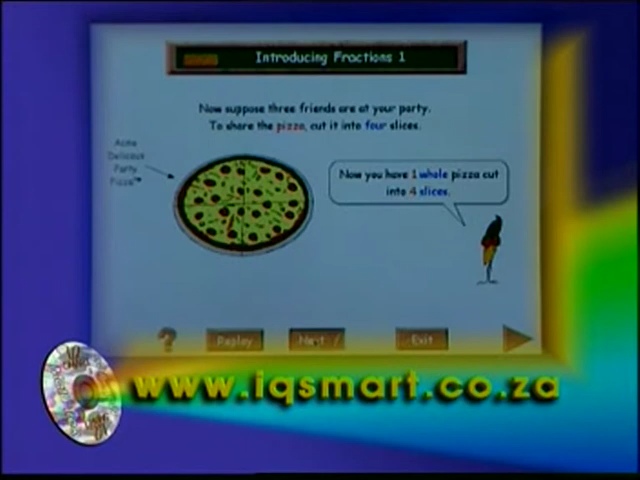 Introducing Fractions 1
Now suppose three friends are at your party.
To share the pizza, cut it into four slices.
Acme
Delicious
Party
Pizza™
Now you have 1 whole pizza cut
into 4 slices.
?
Replay
Next
Exit
www.iqsmart.co.za